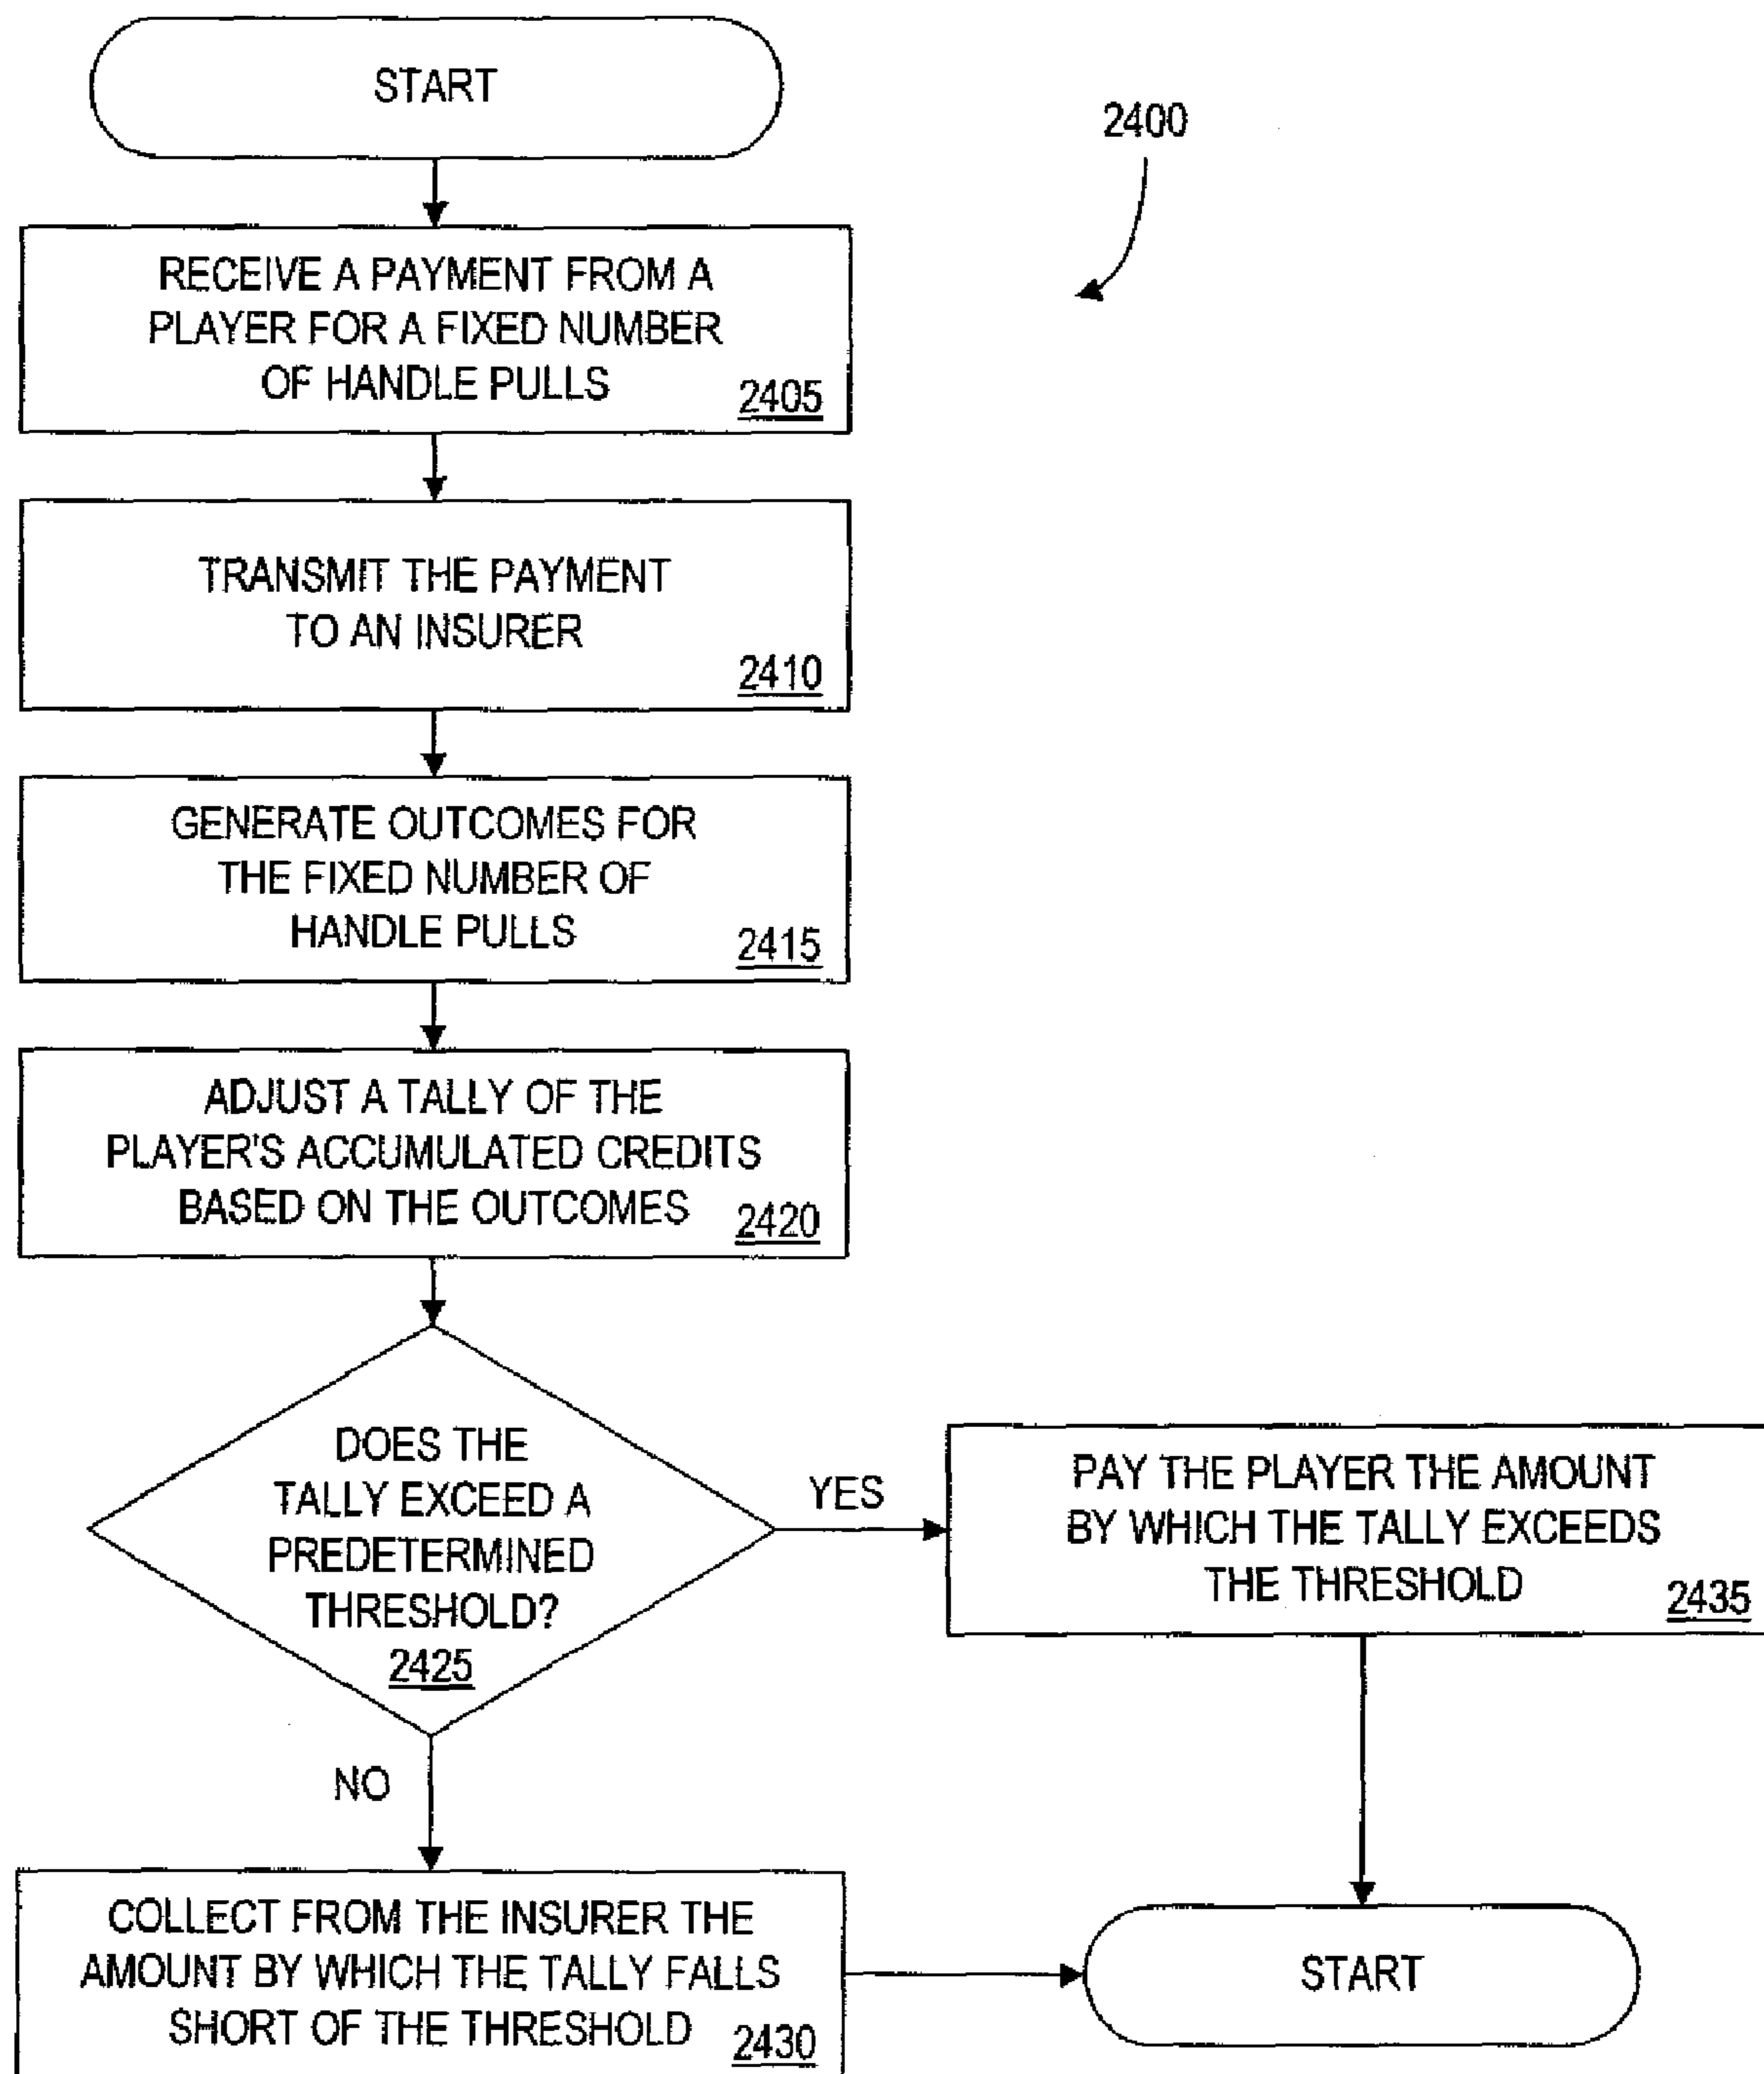 START
2400
RECEIVE A PAYMENT FROM A
PLAYER FOR A FIXED NUMBER
OF HANDLE PULLS
2405
TRANSMIT THE PAYMENT
TO AN INSURER
2410
GENERATE OUTCOMES FOR
THE FIXED NUMBER OF
HANDLE PULLS
2415
ADJUST A TALLY OF THE
PLAYER'S ACCUMULATED CREDITS
BASED ON THE OUTCOMES
2420
DOES THE
TALLY EXCEED A
PREDETERMINED
THRESHOLD?
2425
YES
PAY THE PLAYER THE AMOUNT
BY WHICH THE TALLY EXCEEDS
THE THRESHOLD
2435
NO
COLLECT FROM THE INSURER THE
AMOUNT BY WHICH THE TALLY FALLS
SHORT OF THE THRESHOLD
2430
START